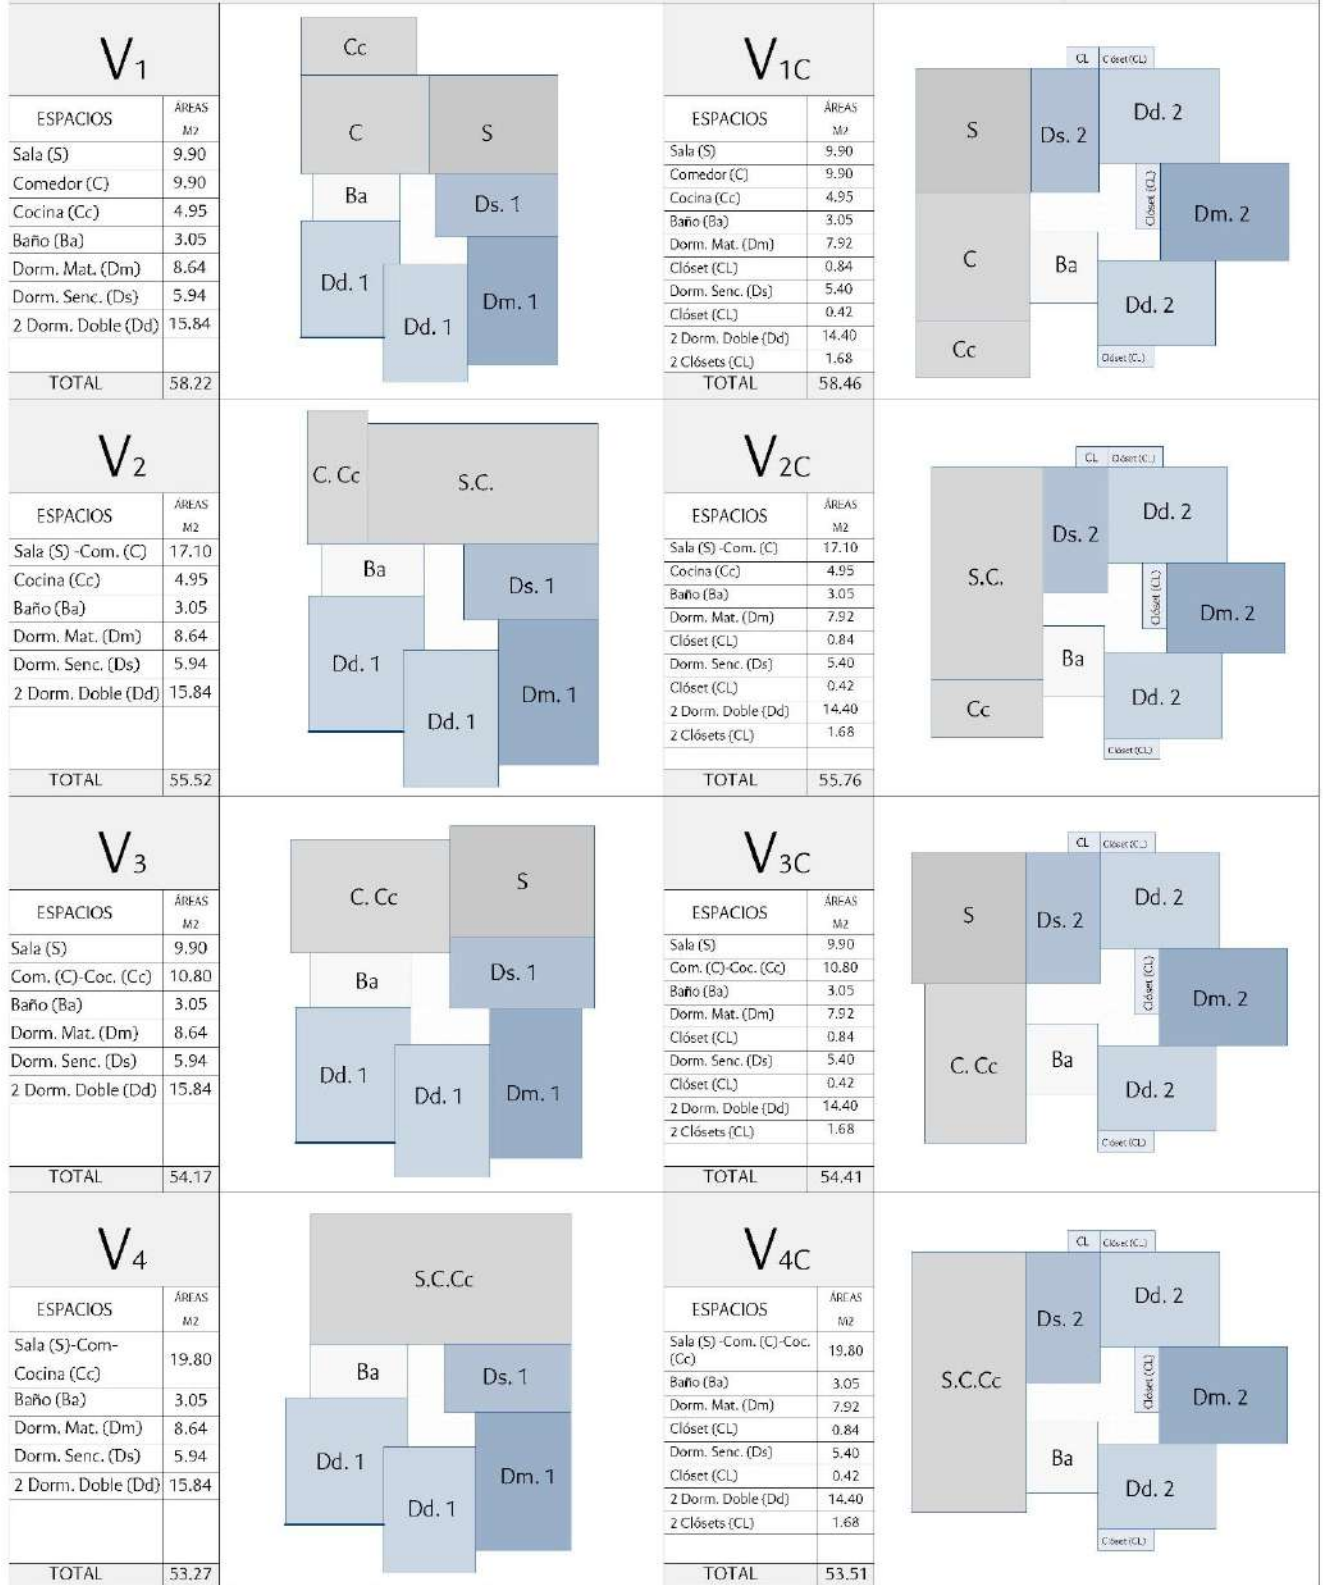 V1
ESPACIOS ÁREAS M2
Sala (S) 9.90
Comedor (C) 9.90
Cocina (Cc) 4.95
Baño (Ba) 3.05
Dorm. Mat. (Dm) 8.64
Dorm. Senc. (Ds) 5.94
2 Dorm. Doble (Dd) 15.84
TOTAL 58.22
Cc
C S
Ba Ds. 1
Dd. 1 Dd. 1 Dm. 1
V1C
ESPACIOS ÁREAS M2
Sala (S) 9.90
Comedor (C) 9.90
Cocina (Cc) 4.95
Baño (Ba) 3.05
Dorm. Mat. (Dm) 7.92
Clóset (CL) 0.84
Dorm. Senc. (Ds) 5.40
Clóset (CL) 0.42
2 Dorm. Doble (Dd) 14.40
2 Clósets (CL) 1.68
TOTAL 58.46
CL Clóset (CL)
S Ds. 2 Dd. 2
Clóset (CL) Dm. 2
C Ba Dd. 2
Cc Clóset (CL)
V2
ESPACIOS ÁREAS M2
Sala (S) -Com. (C) 17.10
Cocina (Cc) 4.95
Baño (Ba) 3.05
Dorm. Mat. (Dm) 8.64
Dorm. Senc. (Ds) 5.94
2 Dorm. Doble (Dd) 15.84
TOTAL 55.52
C. Cc S.C.
Ba Ds. 1
Dd. 1 Dd. 1 Dm. 1
V2C
ESPACIOS ÁREAS M2
Sala (S) -Com. (C) 17.10
Cocina (Cc) 4.95
Baño (Ba) 3.05
Dorm. Mat. (Dm) 7.92
Clóset (CL) 0.84
Dorm. Senc. (Ds) 5.40
Clóset (CL) 0.42
2 Dorm. Doble (Dd) 14.40
2 Clósets (CL) 1.68
TOTAL 55.76
CL Clóset (CL)
S.C. Ds. 2 Dd. 2
Clóset (CL) Dm. 2
Ba Dd. 2
Cc Clóset (CL)
V3
ESPACIOS ÁREAS M2
Sala (S) 9.90
Com. (C)-Coc. (Cc) 10.80
Baño (Ba) 3.05
Dorm. Mat. (Dm) 8.64
Dorm. Senc. (Ds) 5.94
2 Dorm. Doble (Dd) 15.84
TOTAL 54.17
C. Cc S
Ba Ds. 1
Dd. 1 Dd. 1 Dm. 1
V3C
ESPACIOS ÁREAS M2
Sala (S) 9.90
Com. (C)-Coc. (Cc) 10.80
Baño (Ba) 3.05
Dorm. Mat. (Dm) 7.92
Clóset (CL) 0.84
Dorm. Senc. (Ds) 5.40
Clóset (CL) 0.42
2 Dorm. Doble (Dd) 14.40
2 Clósets (CL) 1.68
TOTAL 54.41
CL Clóset (CL)
S Ds. 2 Dd. 2
Clóset (CL) Dm. 2
C. Cc Ba Dd. 2
Clóset (CL)
V4
ESPACIOS ÁREAS M2
Sala (S)-Com- 19.80
Cocina (Cc)
Baño (Ba) 3.05
Dorm. Mat. (Dm) 8.64
Dorm. Senc. (Ds) 5.94
2 Dorm. Doble (Dd) 15.84
TOTAL 53.27
S.C.Cc
Ba Ds. 1
Dd. 1 Dd. 1 Dm. 1
V4C
ESPACIOS ÁREAS M2
Sala (S) -Com. (C)-Coc. 19.80
(Cc)
Baño (Ba) 3.05
Dorm. Mat. (Dm) 7.92
Clóset (CL) 0.84
Dorm. Senc. (Ds) 5.40
Clóset (CL) 0.42
2 Dorm. Doble (Dd) 14.40
2 Clósets (CL) 1.68
TOTAL 53.51
CL Clóset (CL)
S.C.Cc Ds. 2 Dd. 2
Clóset (CL) Dm. 2
Ba Dd. 2
Clóset (CL)